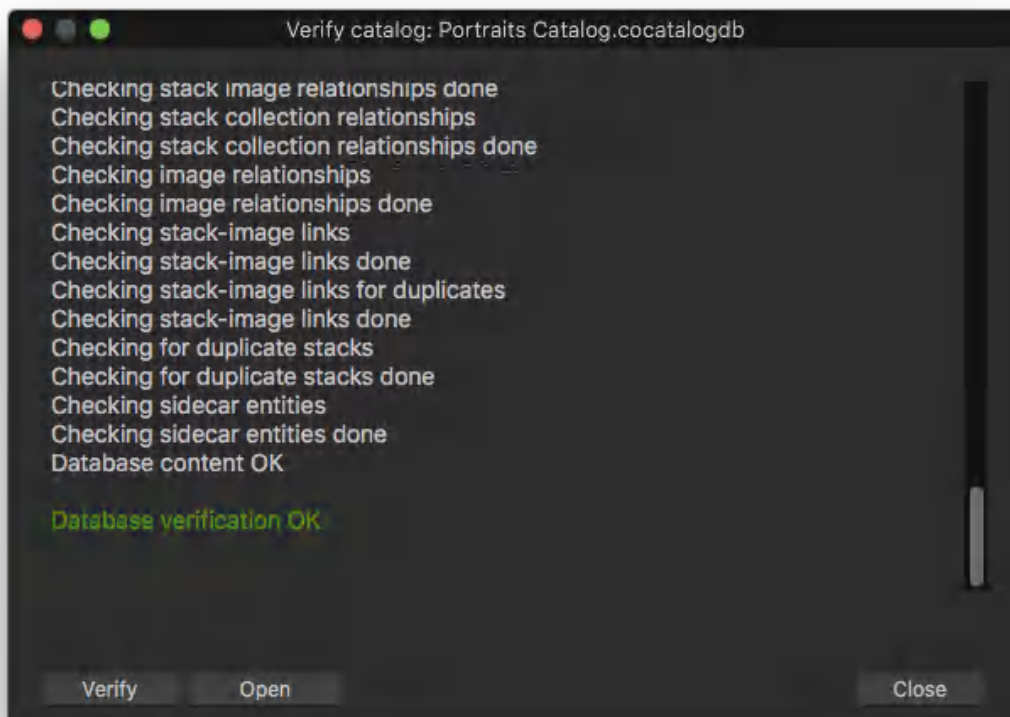 Verify catalog: Portraits Catalog.cocatalogdb
Checking stack image relationships done
Checking stack collection relationships
Checking stack collection relationships done
Checking image relationships
Checking image relationships done
Checking stack-image links
Checking stack-image links done
Checking stack-image links for duplicates
Checking stack-image links done
Checking for duplicate stacks
Checking for duplicate stacks done
Checking sidecar entities
Checking sidecar entities done
Database content OK
Database verification OK
Verify Open Close